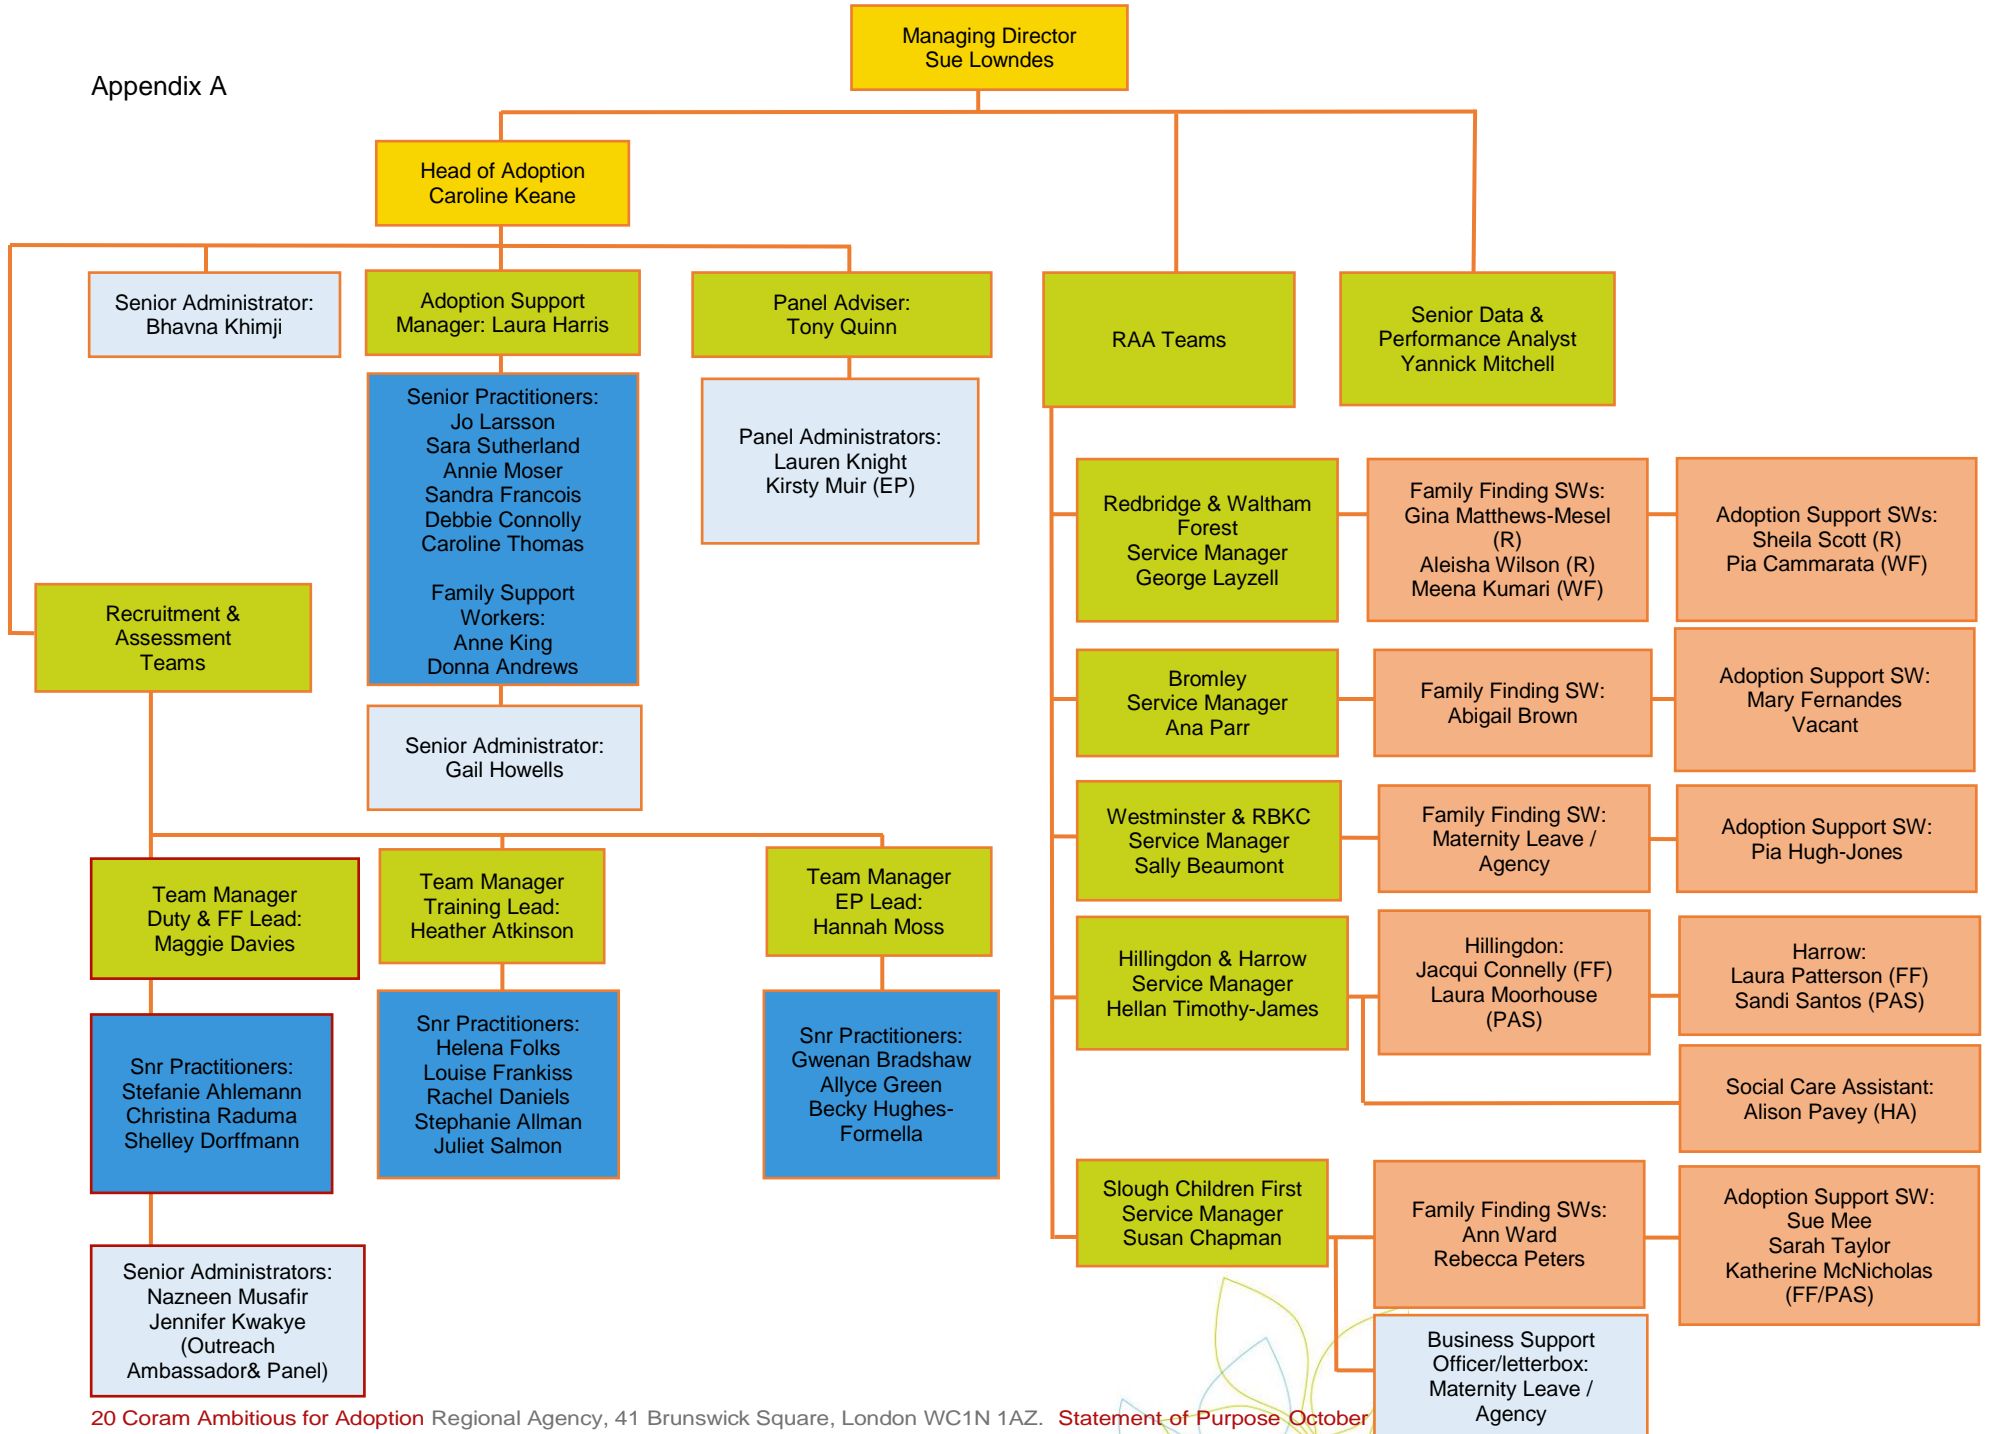 Managing Director
Sue Lowndes
Appendix A
Head of Adoption
Caroline Keane
Senior Administrator:
Bhavna Khimji
Adoption Support
Manager: Laura Harris
Panel Adviser:
Tony Quinn
RAA Teams
Senior Data &
Performance Analyst
Yannick Mitchell
Senior Practitioners:
Jo Larsson
Sara Sutherland
Annie Moser
Sandra Francois
Debbie Connolly
Caroline Thomas
Family Support
Workers:
Anne King
Donna Andrews
Panel Administrators:
Lauren Knight
Kirsty Muir (EP)
Senior Administrator:
Gail Howells
Recruitment &
Assessment
Teams
Team Manager
Duty & FF Lead:
Maggie Davies
Team Manager
Training Lead:
Heather Atkinson
Team Manager
EP Lead:
Hannah Moss
Snr Practitioners:
Stefanie Ahlemann
Christina Raduma
Shelley Dorffmann
Snr Practitioners:
Helena Folks
Louise Frankiss
Rachel Daniels
Stephanie Allman
Juliet Salmon
Snr Practitioners:
Gwenan Bradshaw
Allyce Green
Becky Hughes-
Formella
Senior Administrators:
Nazneen Musafir
Jennifer Kwakye
(Outreach
Ambassador& Panel)
Redbridge & Waltham
Forest
Service Manager
George Layzell
Family Finding SWs:
Gina Matthews-Mesel
(R)
Aleisha Wilson (R)
Meena Kumari (WF)
Adoption Support SWs:
Sheila Scott (R)
Pia Cammarata (WF)
Bromley
Service Manager
Ana Parr
Family Finding SW:
Abigail Brown
Adoption Support SW:
Mary Fernandes
Vacant
Westminster & RBKC
Service Manager
Sally Beaumont
Family Finding SW:
Maternity Leave /
Agency
Adoption Support SW:
Pia Hugh-Jones
Hillingdon & Harrow
Service Manager
Hellan Timothy-James
Hillingdon:
Jacqui Connelly (FF)
Laura Moorhouse
(PAS)
Harrow:
Laura Patterson (FF)
Sandi Santos (PAS)
Social Care Assistant:
Alison Pavey (HA)
Slough Children First
Service Manager
Susan Chapman
Family Finding SWs:
Ann Ward
Rebecca Peters
Adoption Support SW:
Sue Mee
Sarah Taylor
Katherine McNicholas
(FF/PAS)
Business Support
Officer/letterbox:
Maternity Leave /
Agency
20 Coram Ambitious for Adoption Regional Agency, 41 Brunswick Square, London WC1N 1AZ. Statement of Purpose October